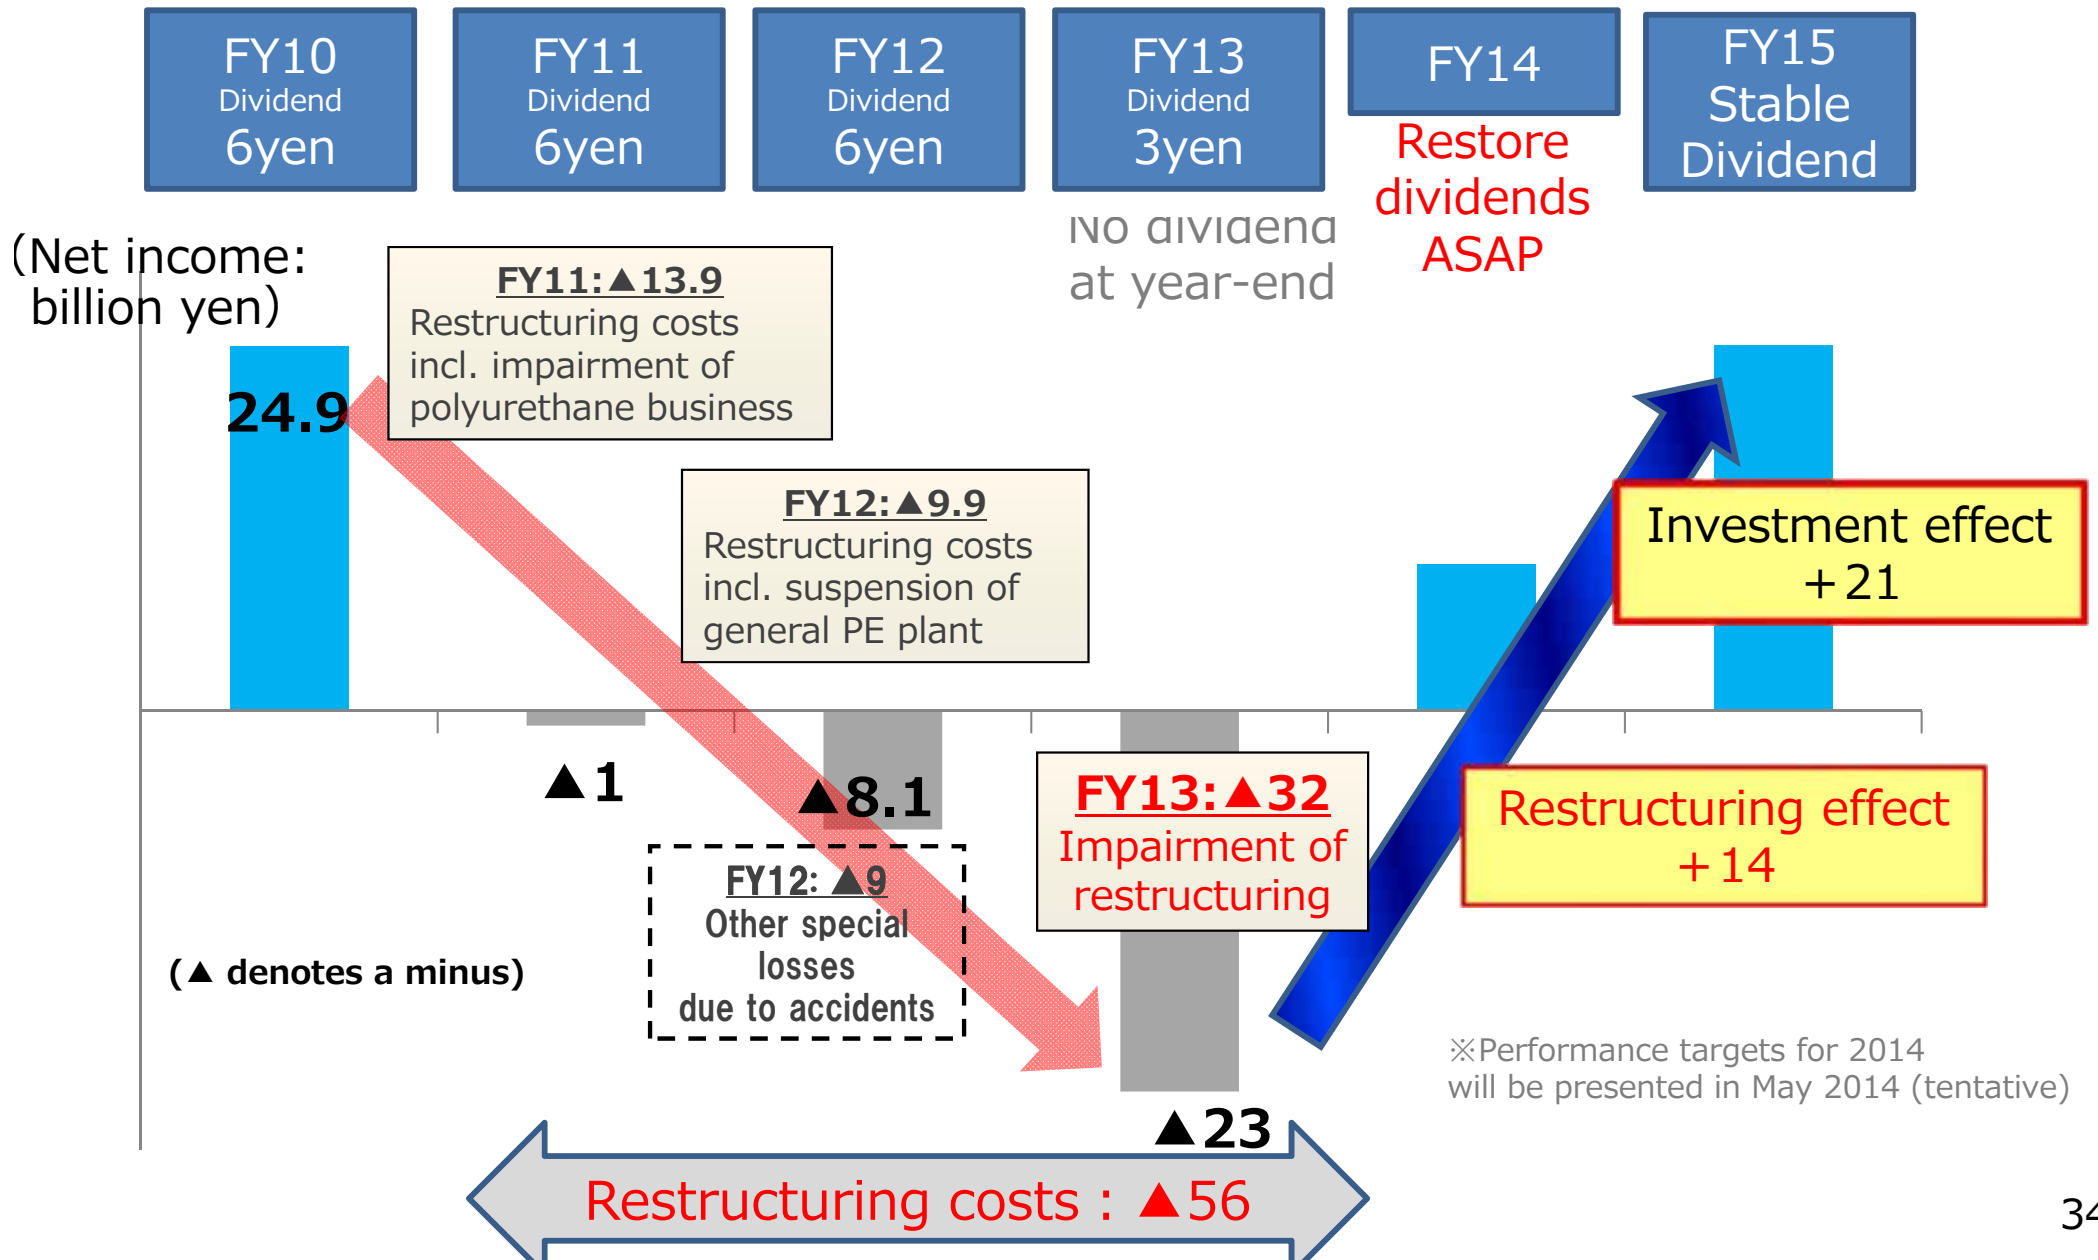 FY10
Dividend
6yen
FY11
Dividend
6yen
FY12
Dividend
6yen
FY13
Dividend
3yen
FY14
Restore
dividends
ASAP
FY15
Stable
Dividend
No dividend
at year-end
(Net income:
billion yen)
FY11:▲13.9
Restructuring costs
incl. impairment of
polyurethane business
24.9
FY12:▲9.9
Restructuring costs
incl. suspension of
general PE plant
Investment effect
+21
▲1
▲8.1
FY13:▲32
Impairment of
restructuring
Restructuring effect
+14
FY12: ▲9
Other special
losses
due to accidents
(▲ denotes a minus)
※Performance targets for 2014
will be presented in May 2014 (tentative)
▲23
Restructuring costs : ▲56
34